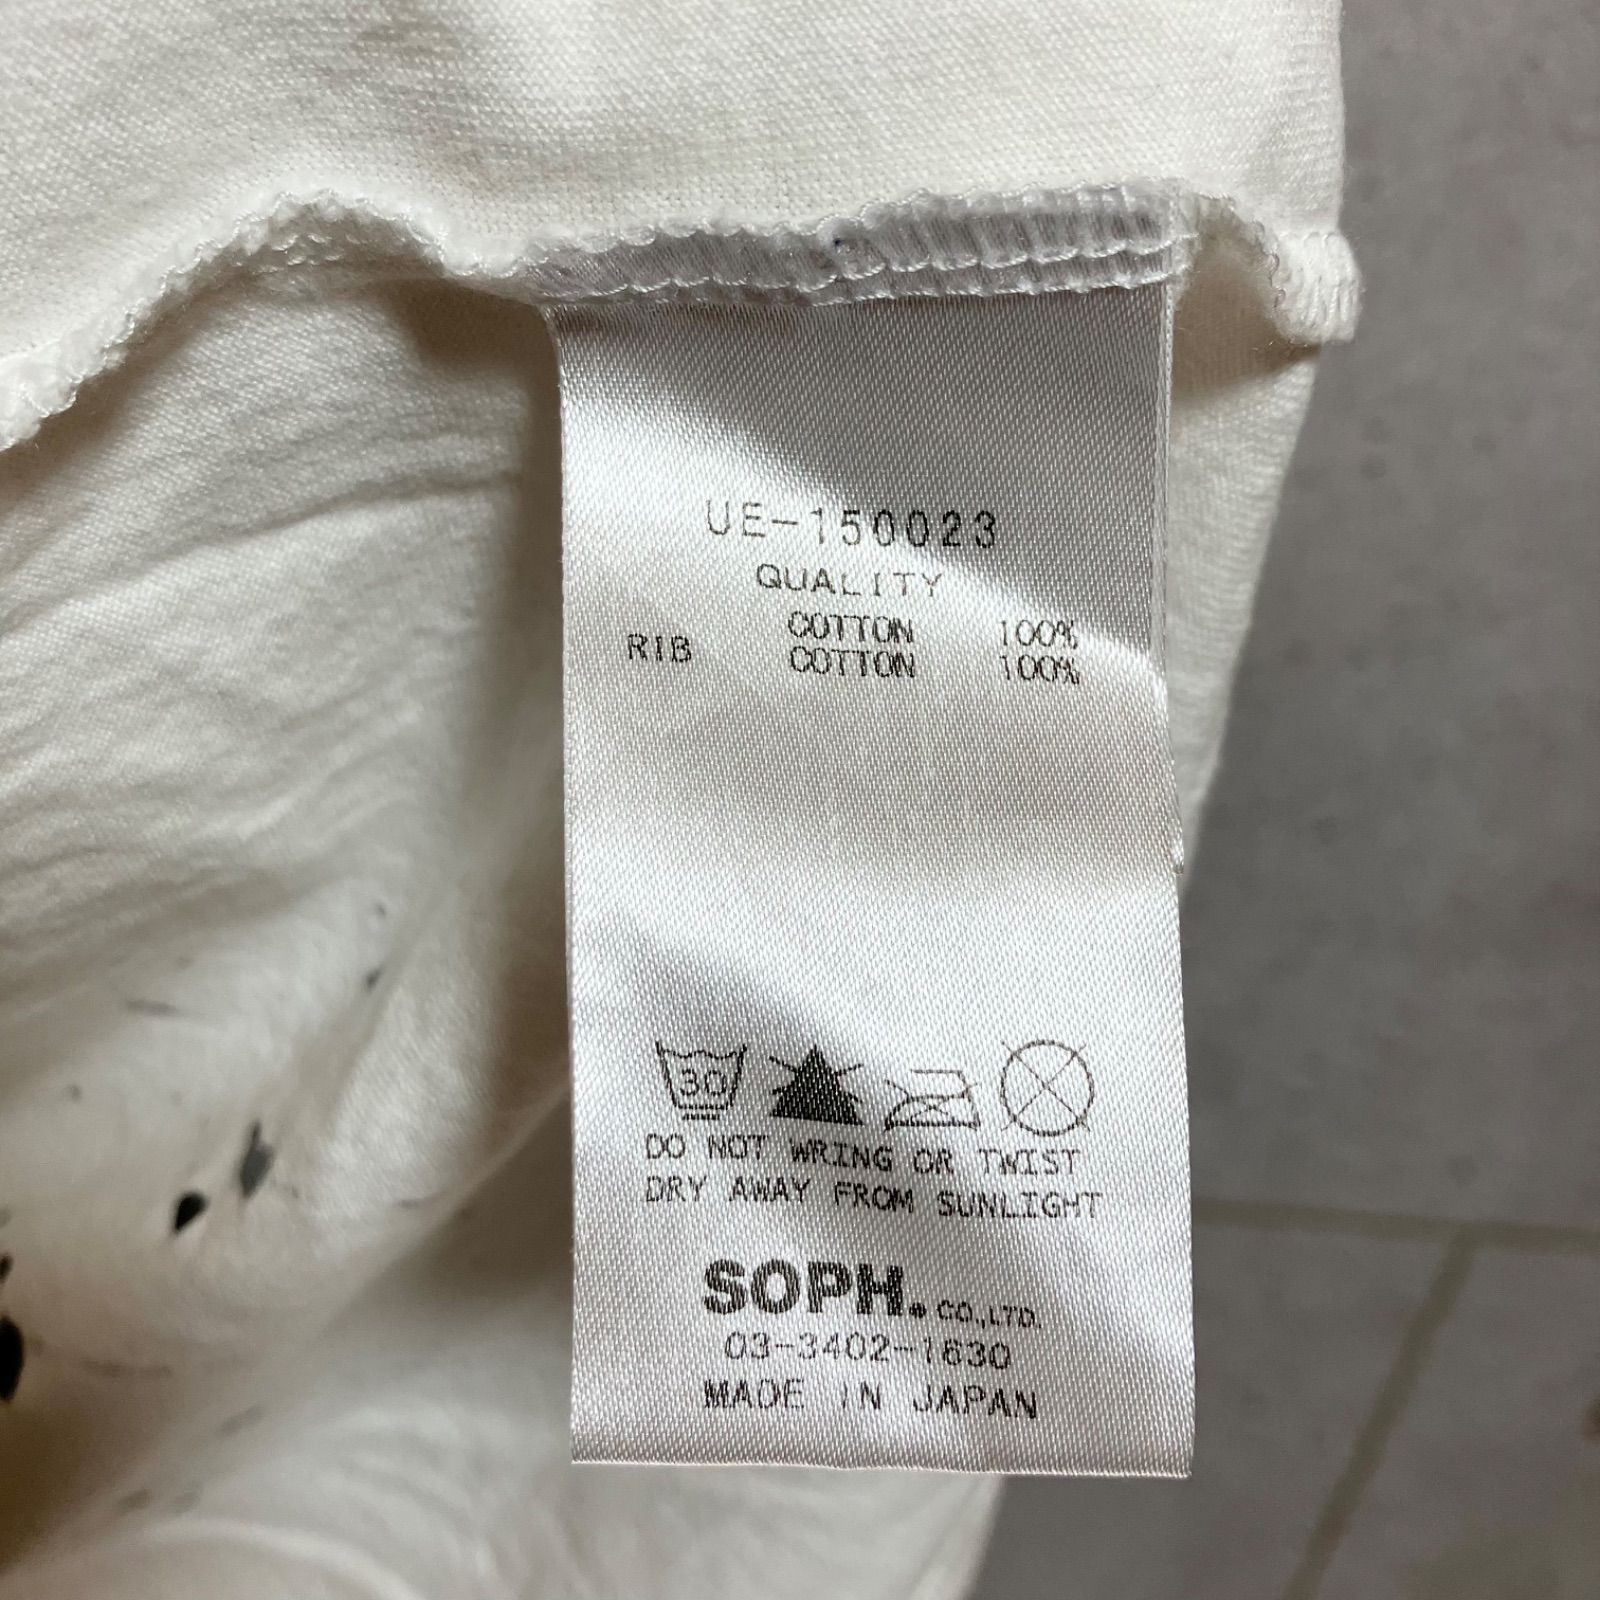 UE-150023
QUALITY
COTTON 100%
RIB COTTON 100%
30
DO NOT WRING OR TWIST
DRY AWAY FROM SUNLIGHT
SOPH. CO.,LTD.
03-3402-1630
MADE IN JAPAN